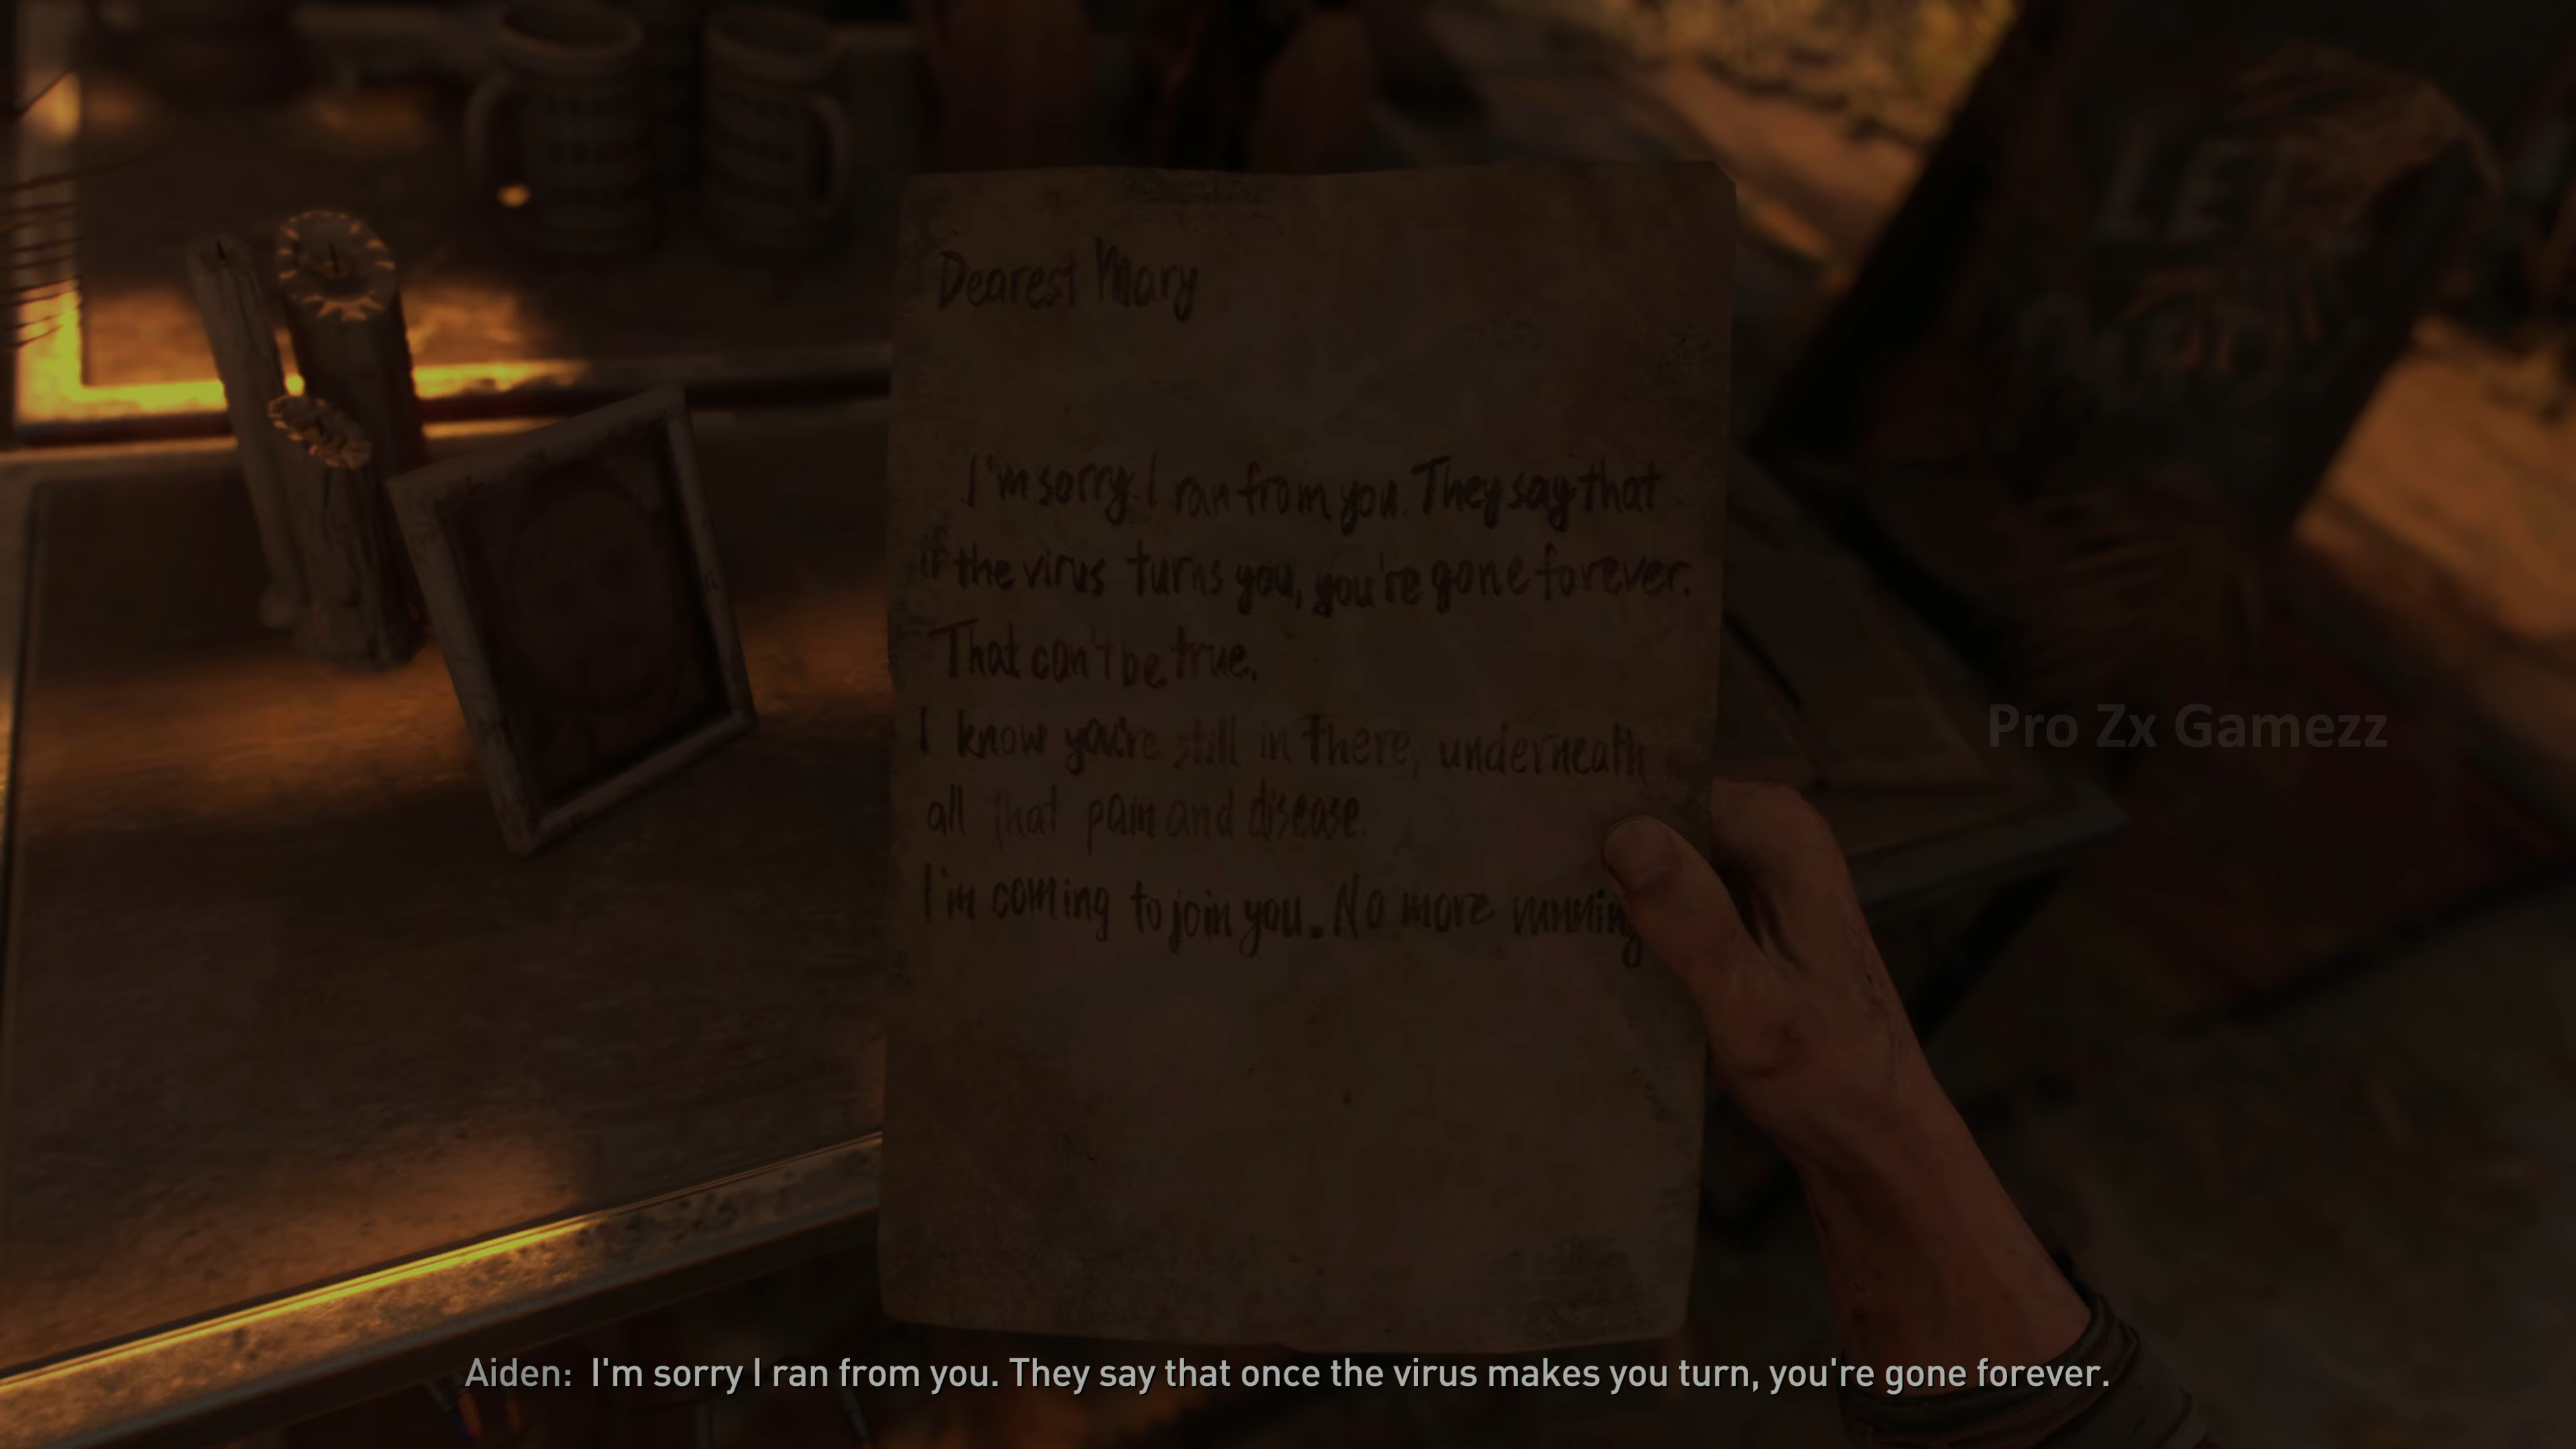 Dearest Mary
I'm sorry I ran from you. They say that
if the virus turns you, you're gone forever.
That can't be true.
I know you're still in there, underneath
all that pain and disease.
I'm coming to join you. No more running
Pro Zx Gamezz
Aiden: I'm sorry I ran from you. They say that once the virus makes you turn, you're gone forever.